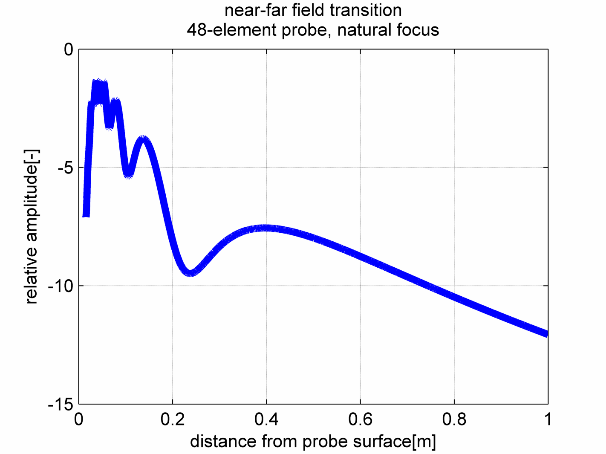 near-far field transition
48-element probe, natural focus
0
-5
-10
-15
relative amplitude[-]
0
0.2
0.4
0.6
0.8
1
distance from probe surface[m]